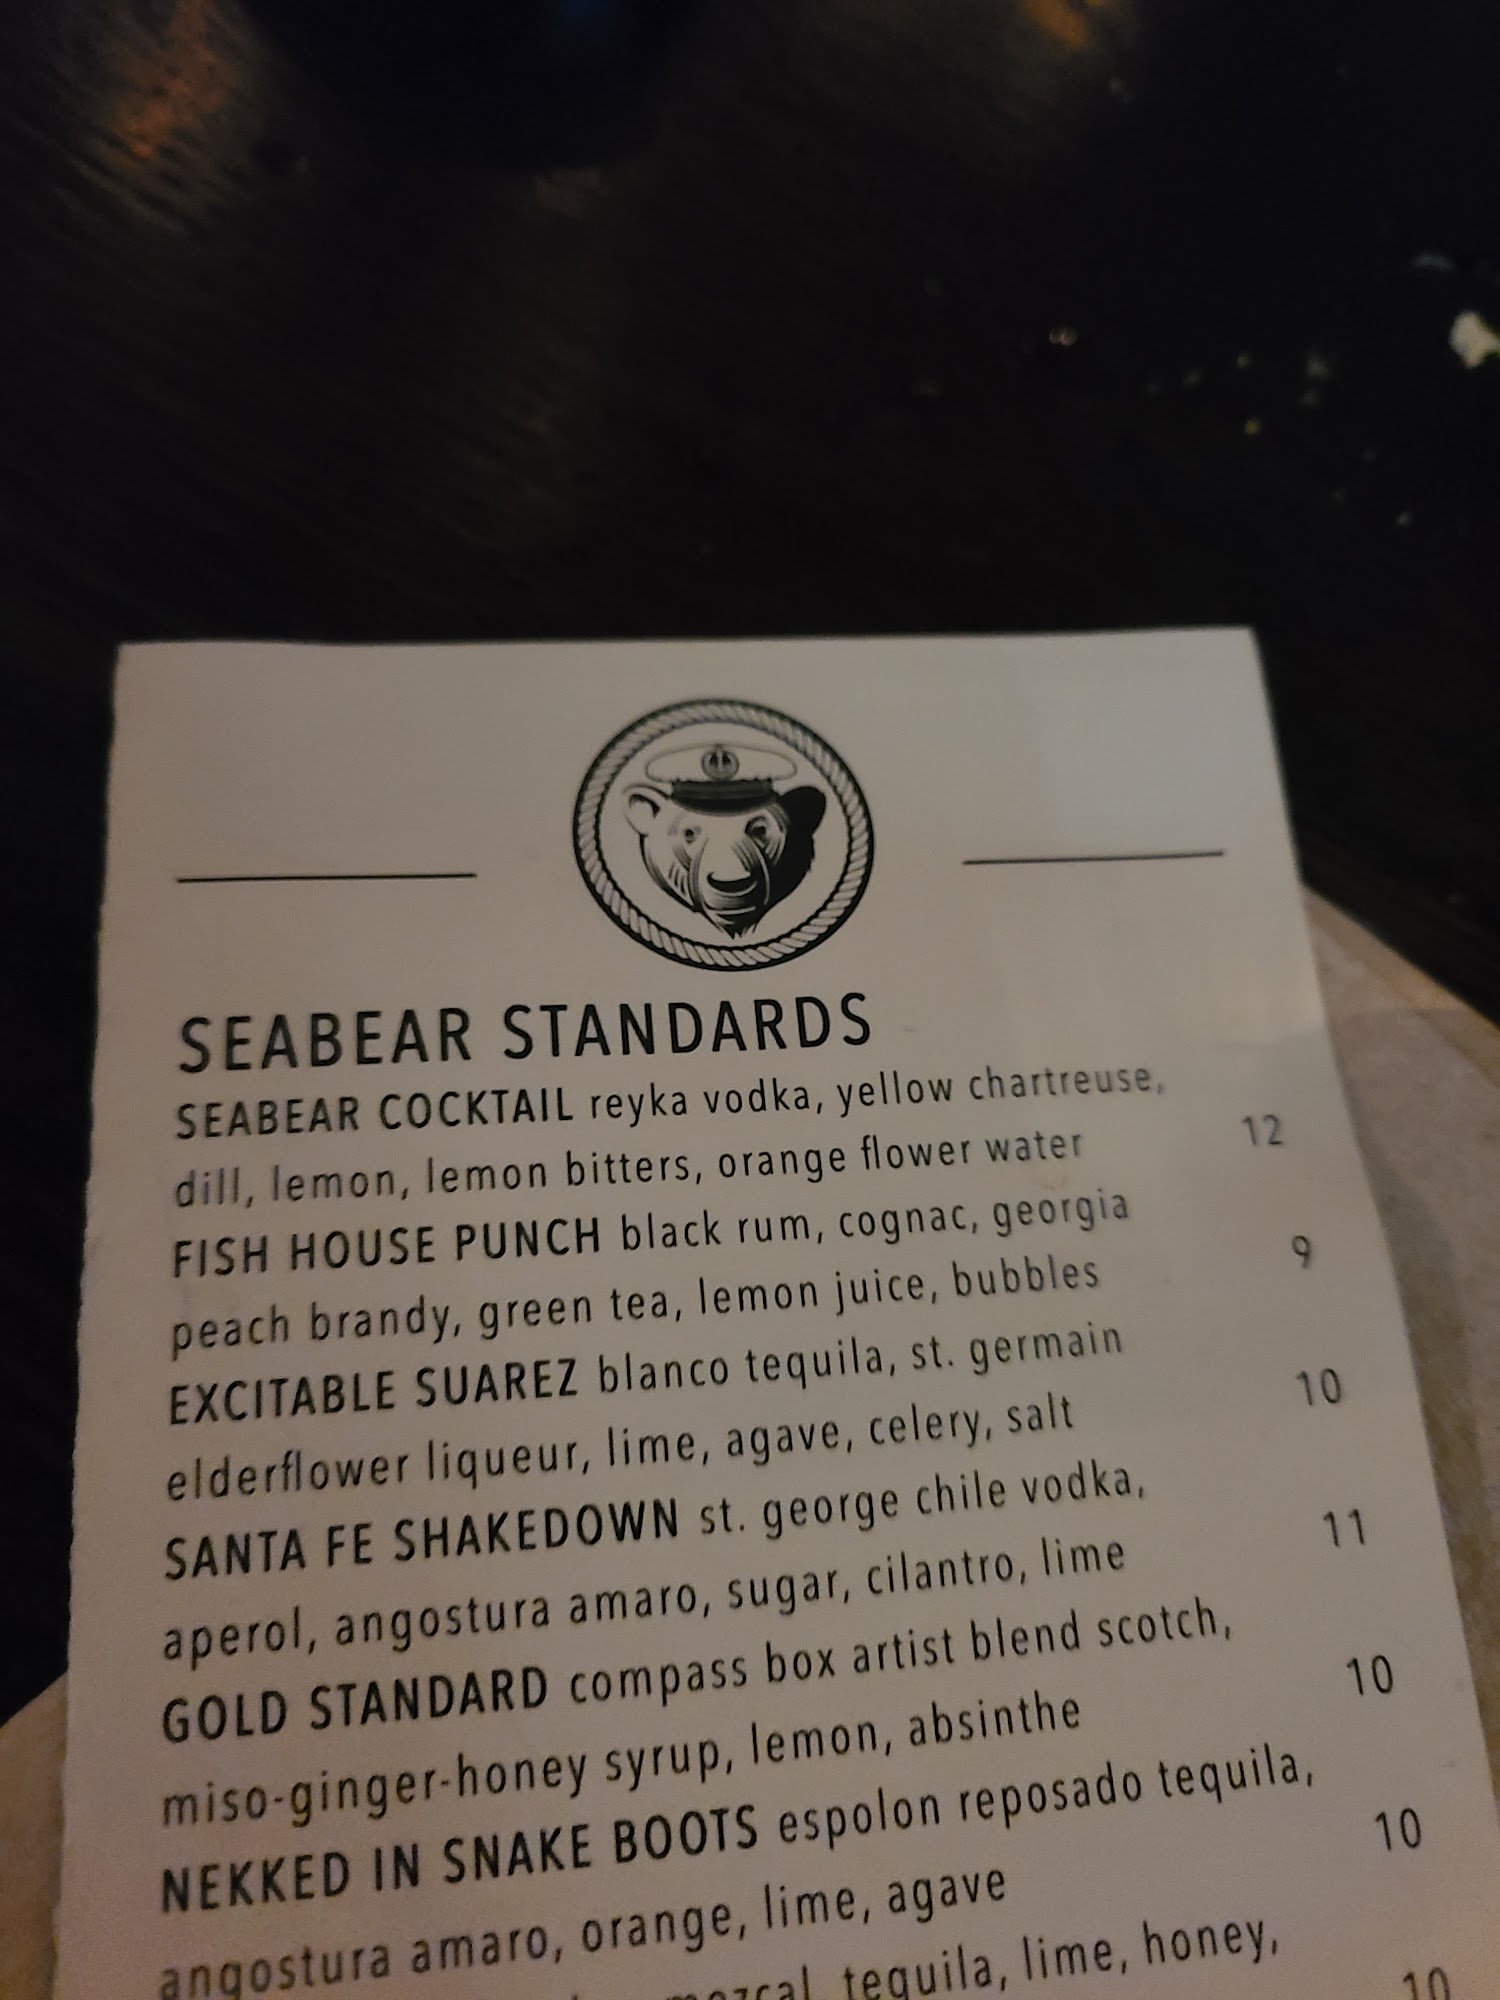 SEABEAR STANDARDS
SEABEAR COCKTAIL reyka vodka, yellow chartreuse,
dill, lemon, lemon bitters, orange flower water 12
FISH HOUSE PUNCH black rum, cognac, georgia
peach brandy, green tea, lemon juice, bubbles 9
EXCITABLE SUAREZ blanco tequila, st. germain
elderflower liqueur, lime, agave, celery, salt 10
SANTA FE SHAKEDOWN st. george chile vodka,
aperol, angostura amaro, sugar, cilantro, lime 11
GOLD STANDARD compass box artist blend scotch,
miso-ginger-honey syrup, lemon, absinthe 10
NEKKED IN SNAKE BOOTS espolon reposado tequila,
angostura amaro, orange, lime, agave 10
mezcal, tequila, lime, honey,
10